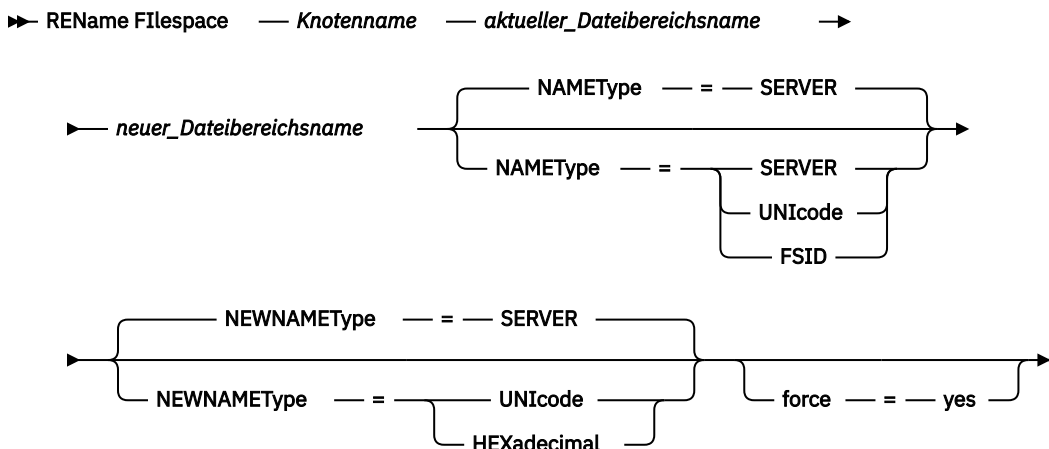 REName FIlespace Knotenname aktueller_Dateibereichsname
NAMEType = SERVER
neuer_Dateibereichsname
NAMEType = SERVER
UNIcode
FSID
NEWNAMEType = SERVER
NEWNAMEType = UNIcode force = yes
HEXadecimal